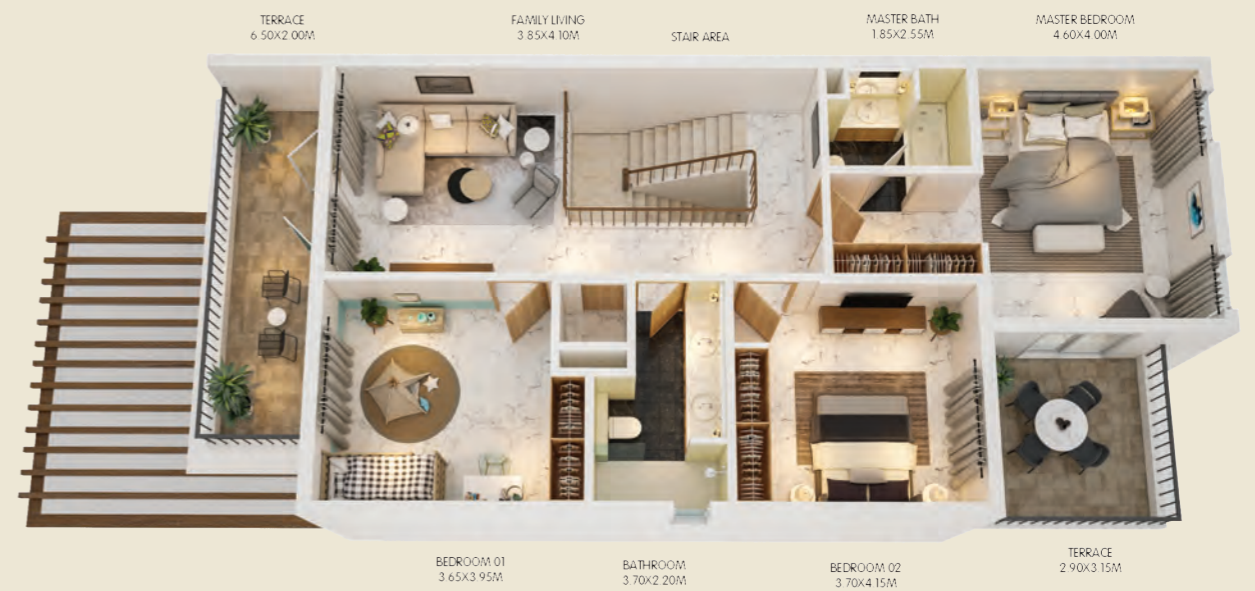 TERRACE
6.50X2.00M
FAMILY LIVING
3.85X4.10M
STAIR AREA
MASTER BATH
1.85X2.55M
MASTER BEDROOM
4.60X4.00M
BEDROOM 01
3.65X3.95M
BATHROOM
3.70X2.20M
BEDROOM 02
3.70X4.15M
TERRACE
2.90X3.15M